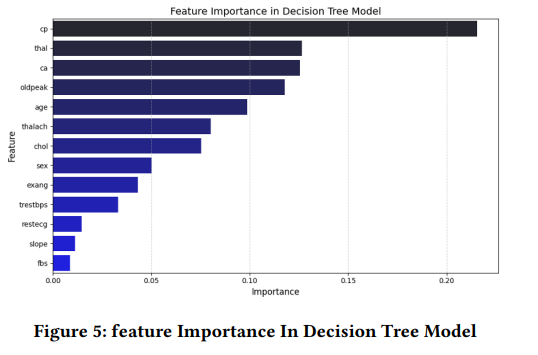 Feature Importance in Decision Tree Model
cp
thal
ca
oldpeak
age
thalach
chol
sex
exang
trestbps
restecg
slope
fbs
Feature
0.00 0.05 0.10 0.15 0.20
Importance
Figure 5: feature Importance In Decision Tree Model